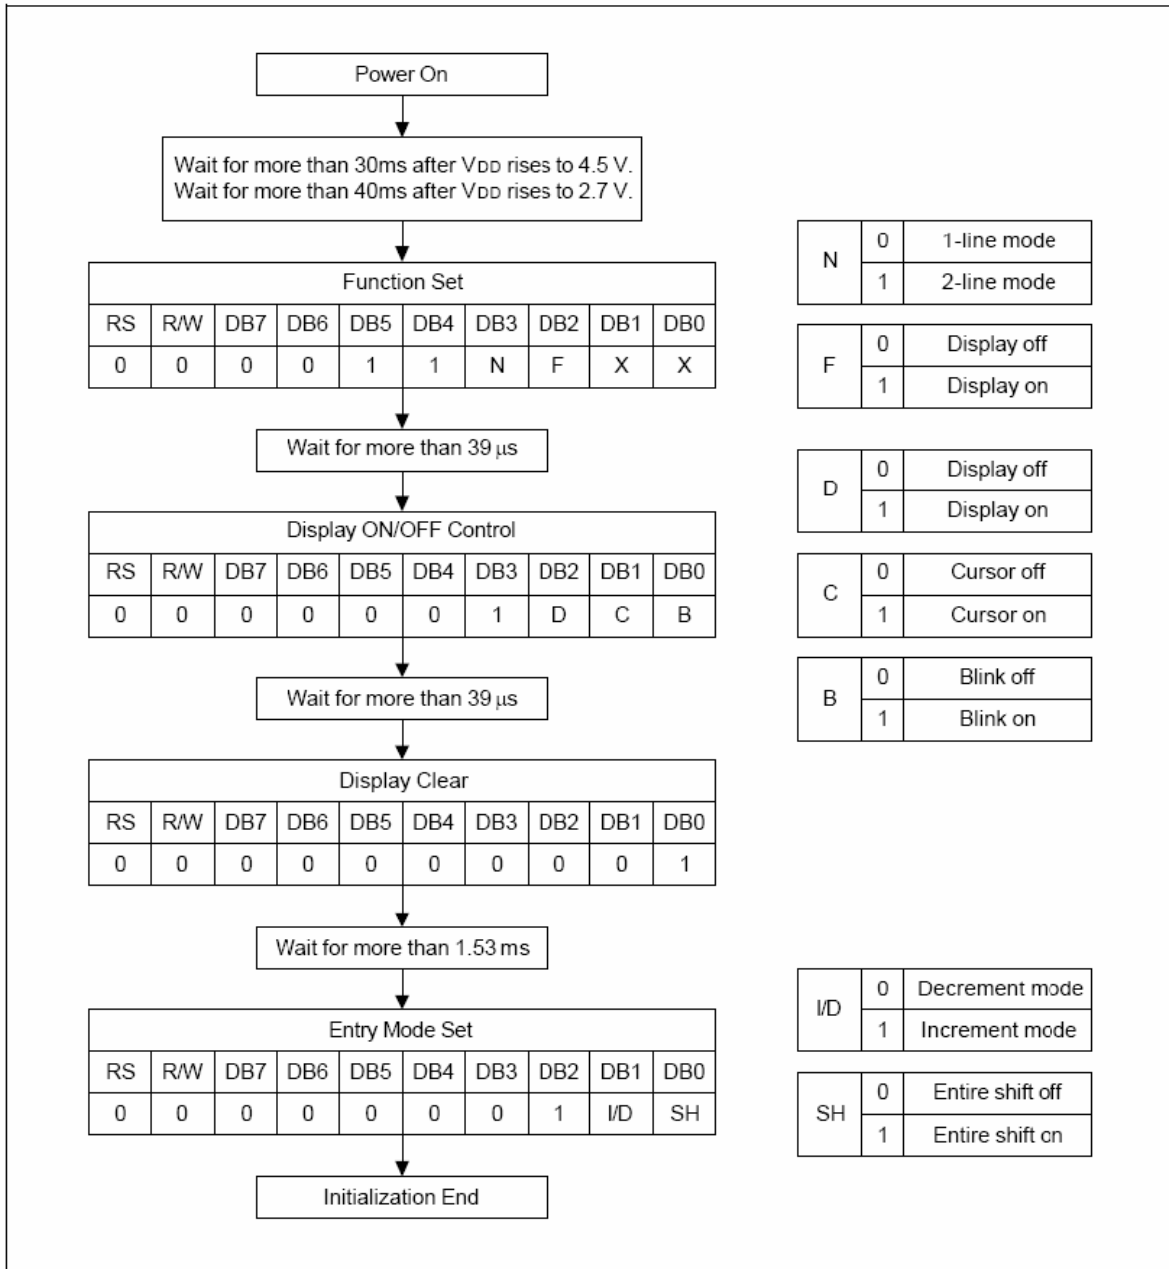 Power On
Wait for more than 30ms after VDD rises to 4.5 V.
Wait for more than 40ms after VDD rises to 2.7 V.
Function Set
RS R/W DB7 DB6 DB5 DB4 DB3 DB2 DB1 DB0
0 0 0 0 1 1 N F X X
Wait for more than 39 μs
Display ON/OFF Control
RS R/W DB7 DB6 DB5 DB4 DB3 DB2 DB1 DB0
0 0 0 0 0 0 1 D C B
Wait for more than 39 μs
Display Clear
RS R/W DB7 DB6 DB5 DB4 DB3 DB2 DB1 DB0
0 0 0 0 0 0 0 0 0 1
Wait for more than 1.53 ms
Entry Mode Set
RS R/W DB7 DB6 DB5 DB4 DB3 DB2 DB1 DB0
0 0 0 0 0 0 0 1 I/D SH
Initialization End
N
0 1-line mode
1 2-line mode
F
0 Display off
1 Display on
D
0 Display off
1 Display on
C
0 Cursor off
1 Cursor on
B
0 Blink off
1 Blink on
I/D
0 Decrement mode
1 Increment mode
SH
0 Entire shift off
1 Entire shift on